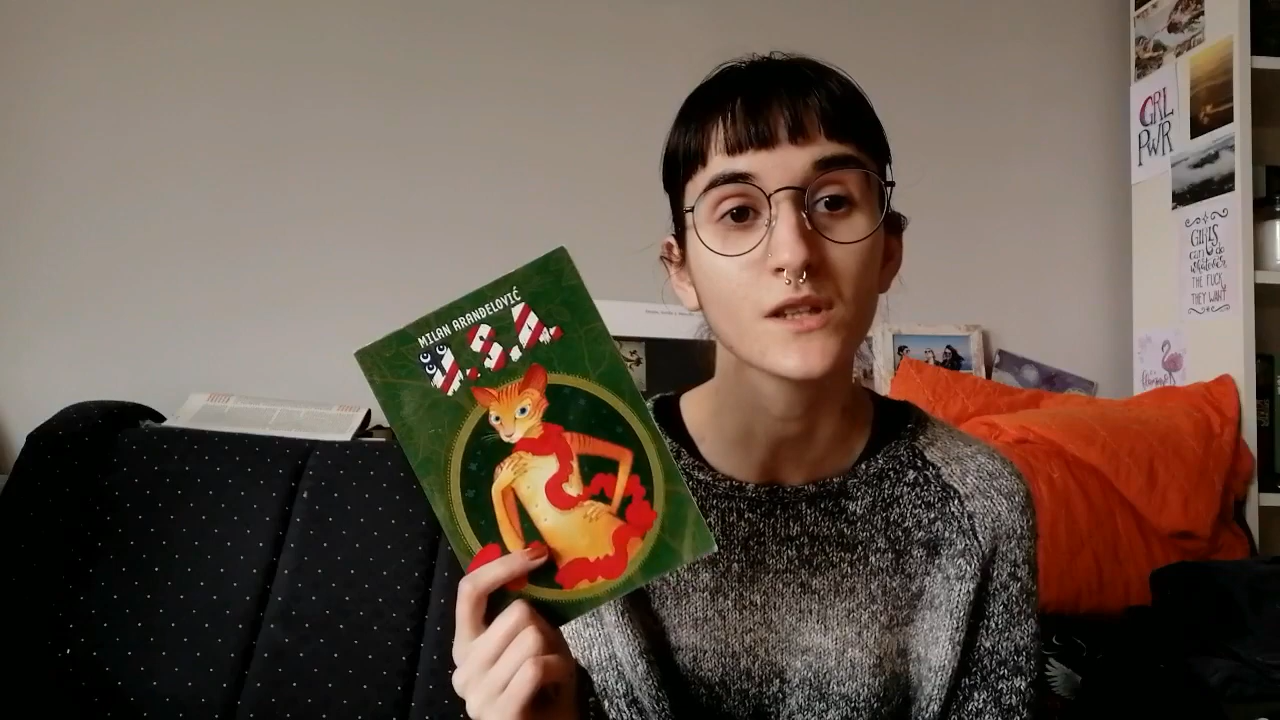 MILAN ARANĐELOVIĆ
U.S.A.
GRL
PWR
GIRLS
can do
whatever
THE FUCK
THEY WANT